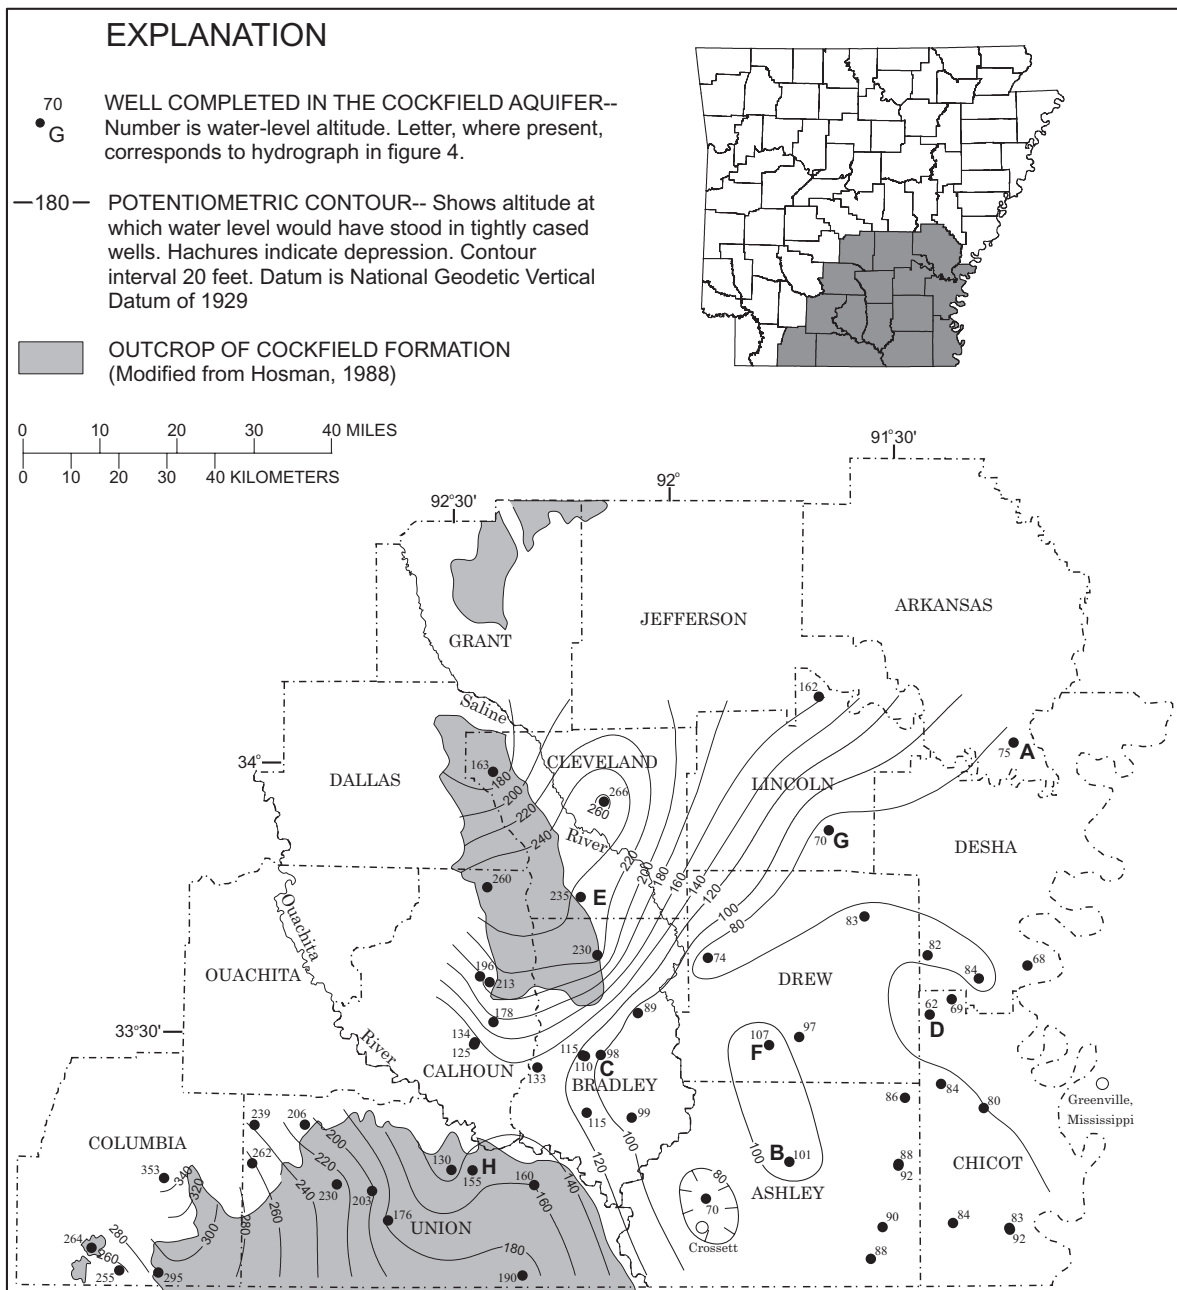 EXPLANATION
70
G
WELL COMPLETED IN THE COCKFIELD AQUIFER--
Number is water-level altitude. Letter, where present,
corresponds to hydrograph in figure 4.
180
POTENTIOMETRIC CONTOUR-- Shows altitude at
which water level would have stood in tightly cased
wells. Hachures indicate depression. Contour
interval 20 feet. Datum is National Geodetic Vertical
Datum of 1929
OUTCROP OF COCKFIELD FORMATION
(Modified from Hosman, 1988)
0 10 20 30 40 MILES
0 10 20 30 40 KILOMETERS
91°30'
92°
92°30'
ARKANSAS
JEFFERSON
GRANT
162
Saline
34°
163
180
CLEVELAND
75 A
DALLAS
200
266
260
LINCOLN
220
240
River
70 G
DESHA
220
200
180
160
140
120
100
80
260
235 E
83
Ouachita
OUACHITA
196
213
230
74
DREW
82
84
68
178
89
62
69
D
33°30'
134
125
107
F
97
River
CALHOUN
133
115
110
98
C
BRADLEY
84
Greenville,
Mississippi
86
80
115
99
239
206
COLUMBIA
200
262
220
353
340
320
230
240
203
130
H
155
160
140
120
100
160
100
B
101
88
92
CHICOT
80
ASHLEY
70
Crossett
264
280
260
255
295
300
280
260
176
UNION
180
190
90
88
84
83
92